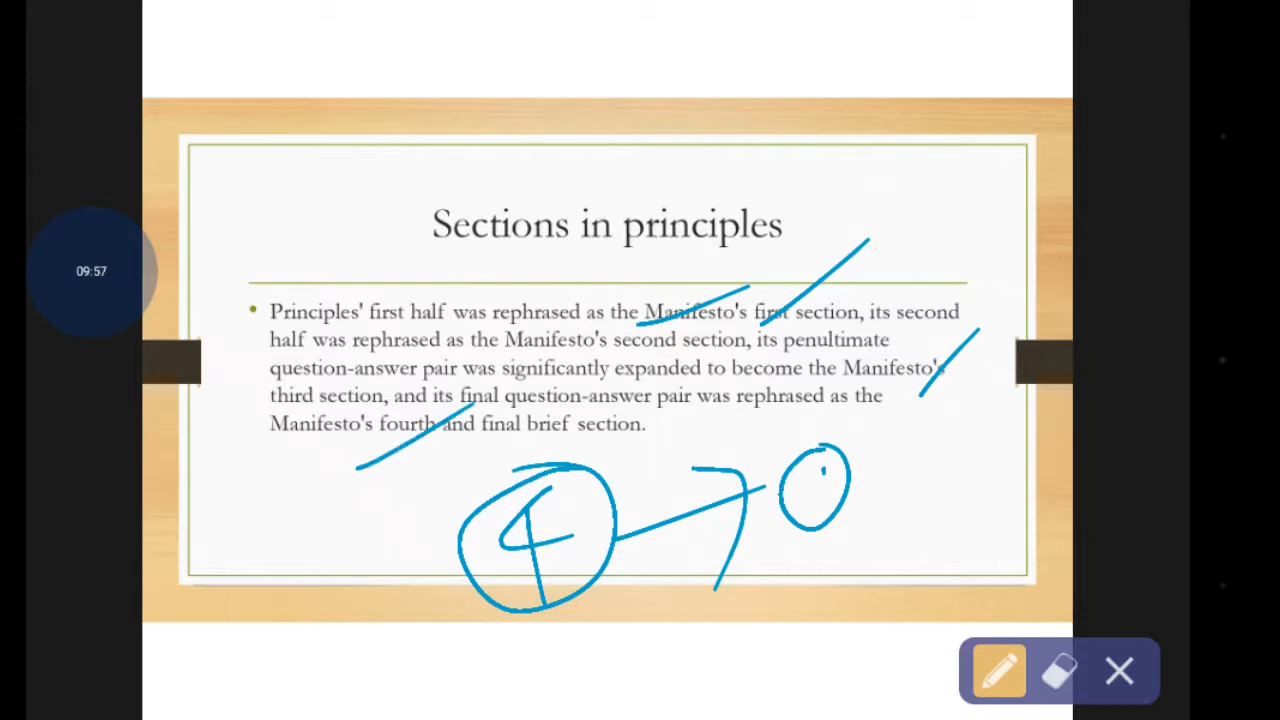 Sections in principles
Principles' first half was rephrased as the Manifesto's first section, its second
half was rephrased as the Manifesto's second section, its penultimate
question-answer pair was significantly expanded to become the Manifesto's
third section, and its final question-answer pair was rephrased as the
Manifesto's fourth and final brief section.
09:57
4